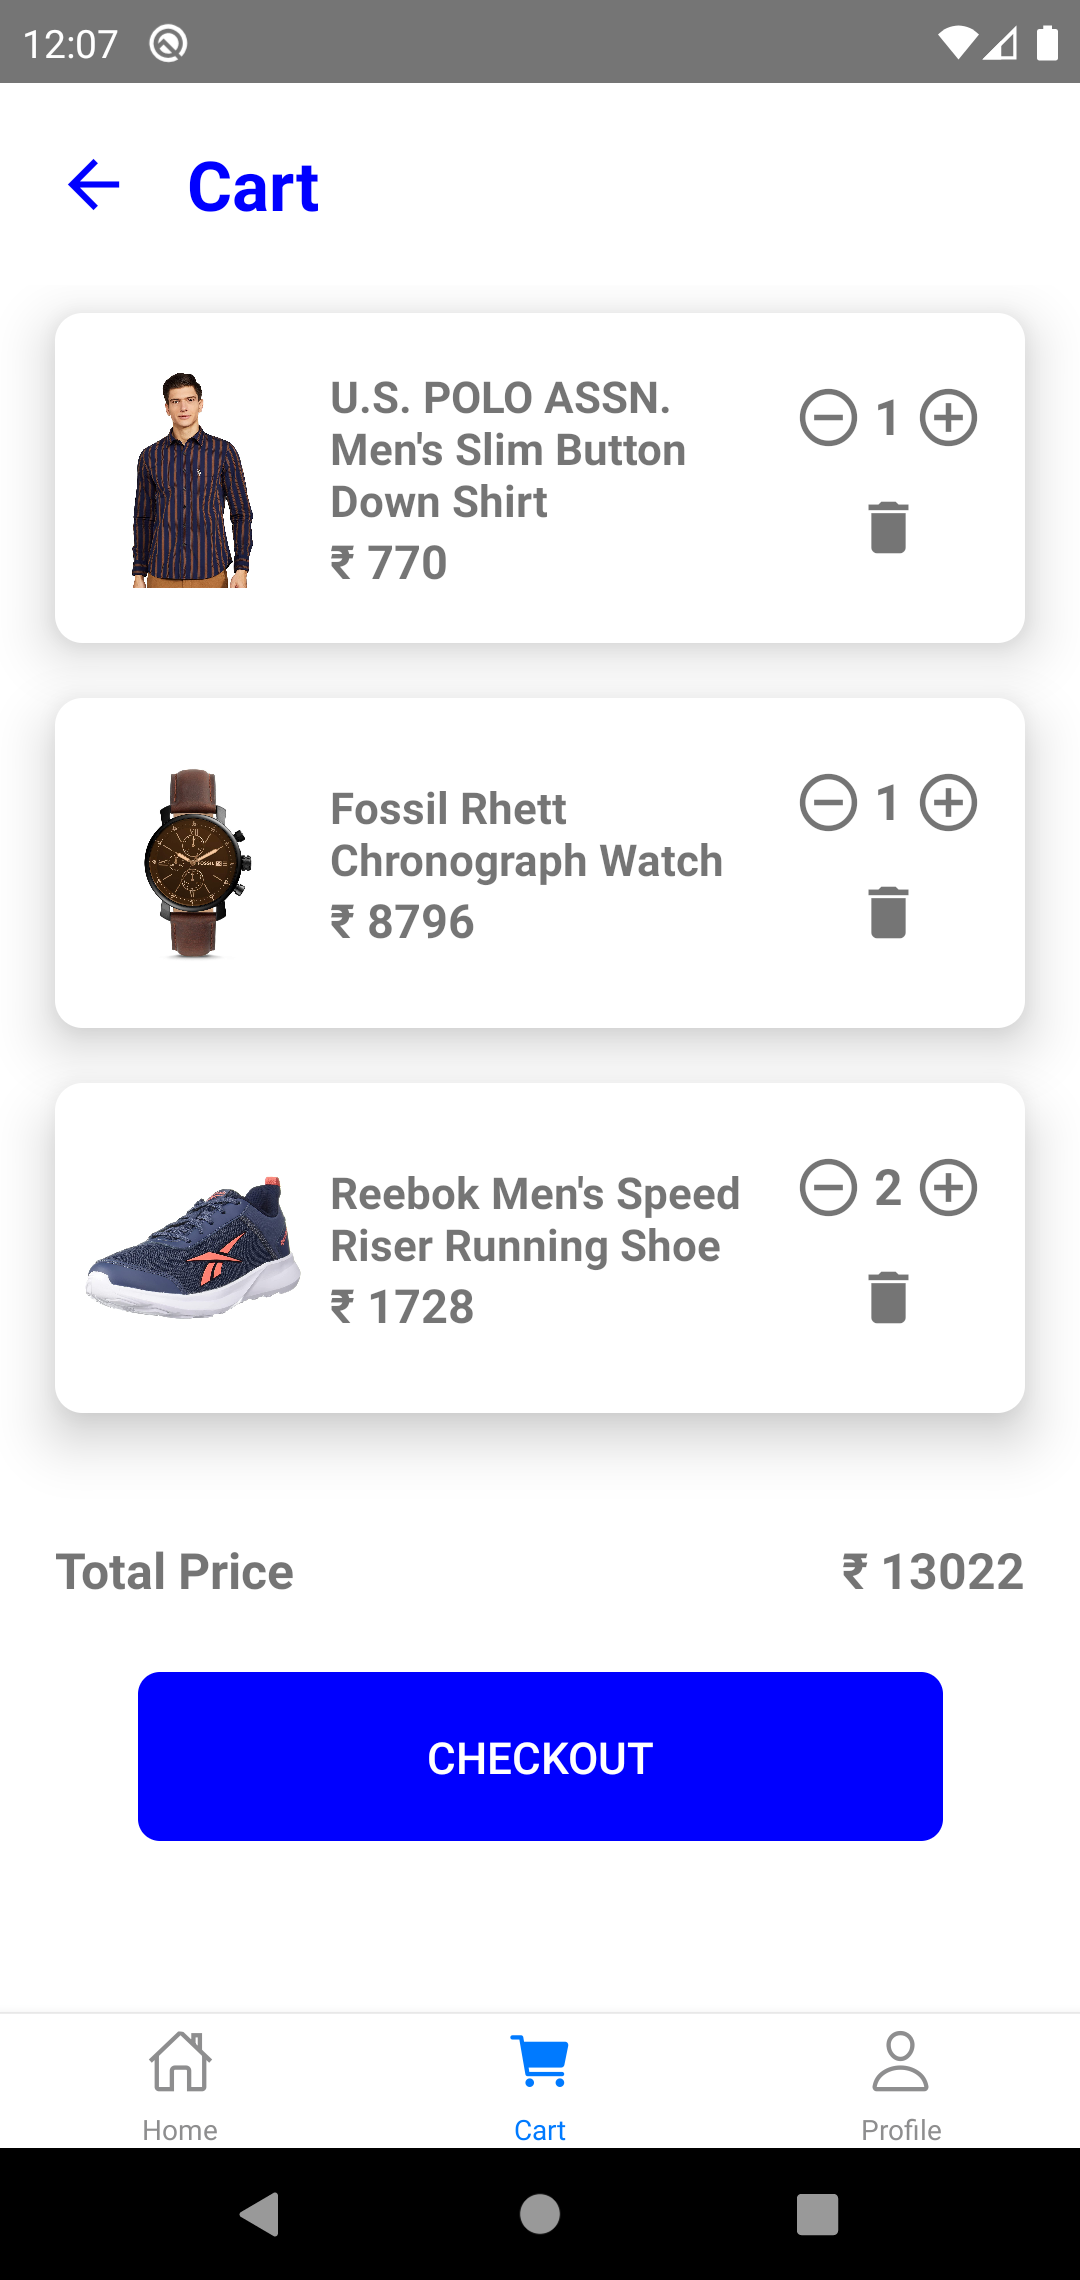 12:07
Cart
U.S. POLO ASSN.
Men's Slim Button
Down Shirt
₹ 770
1
Fossil Rhett
Chronograph Watch
₹ 8796
1
Reebok Men's Speed
Riser Running Shoe
₹ 1728
2
Total Price
₹ 13022
CHECKOUT
Home
Cart
Profile